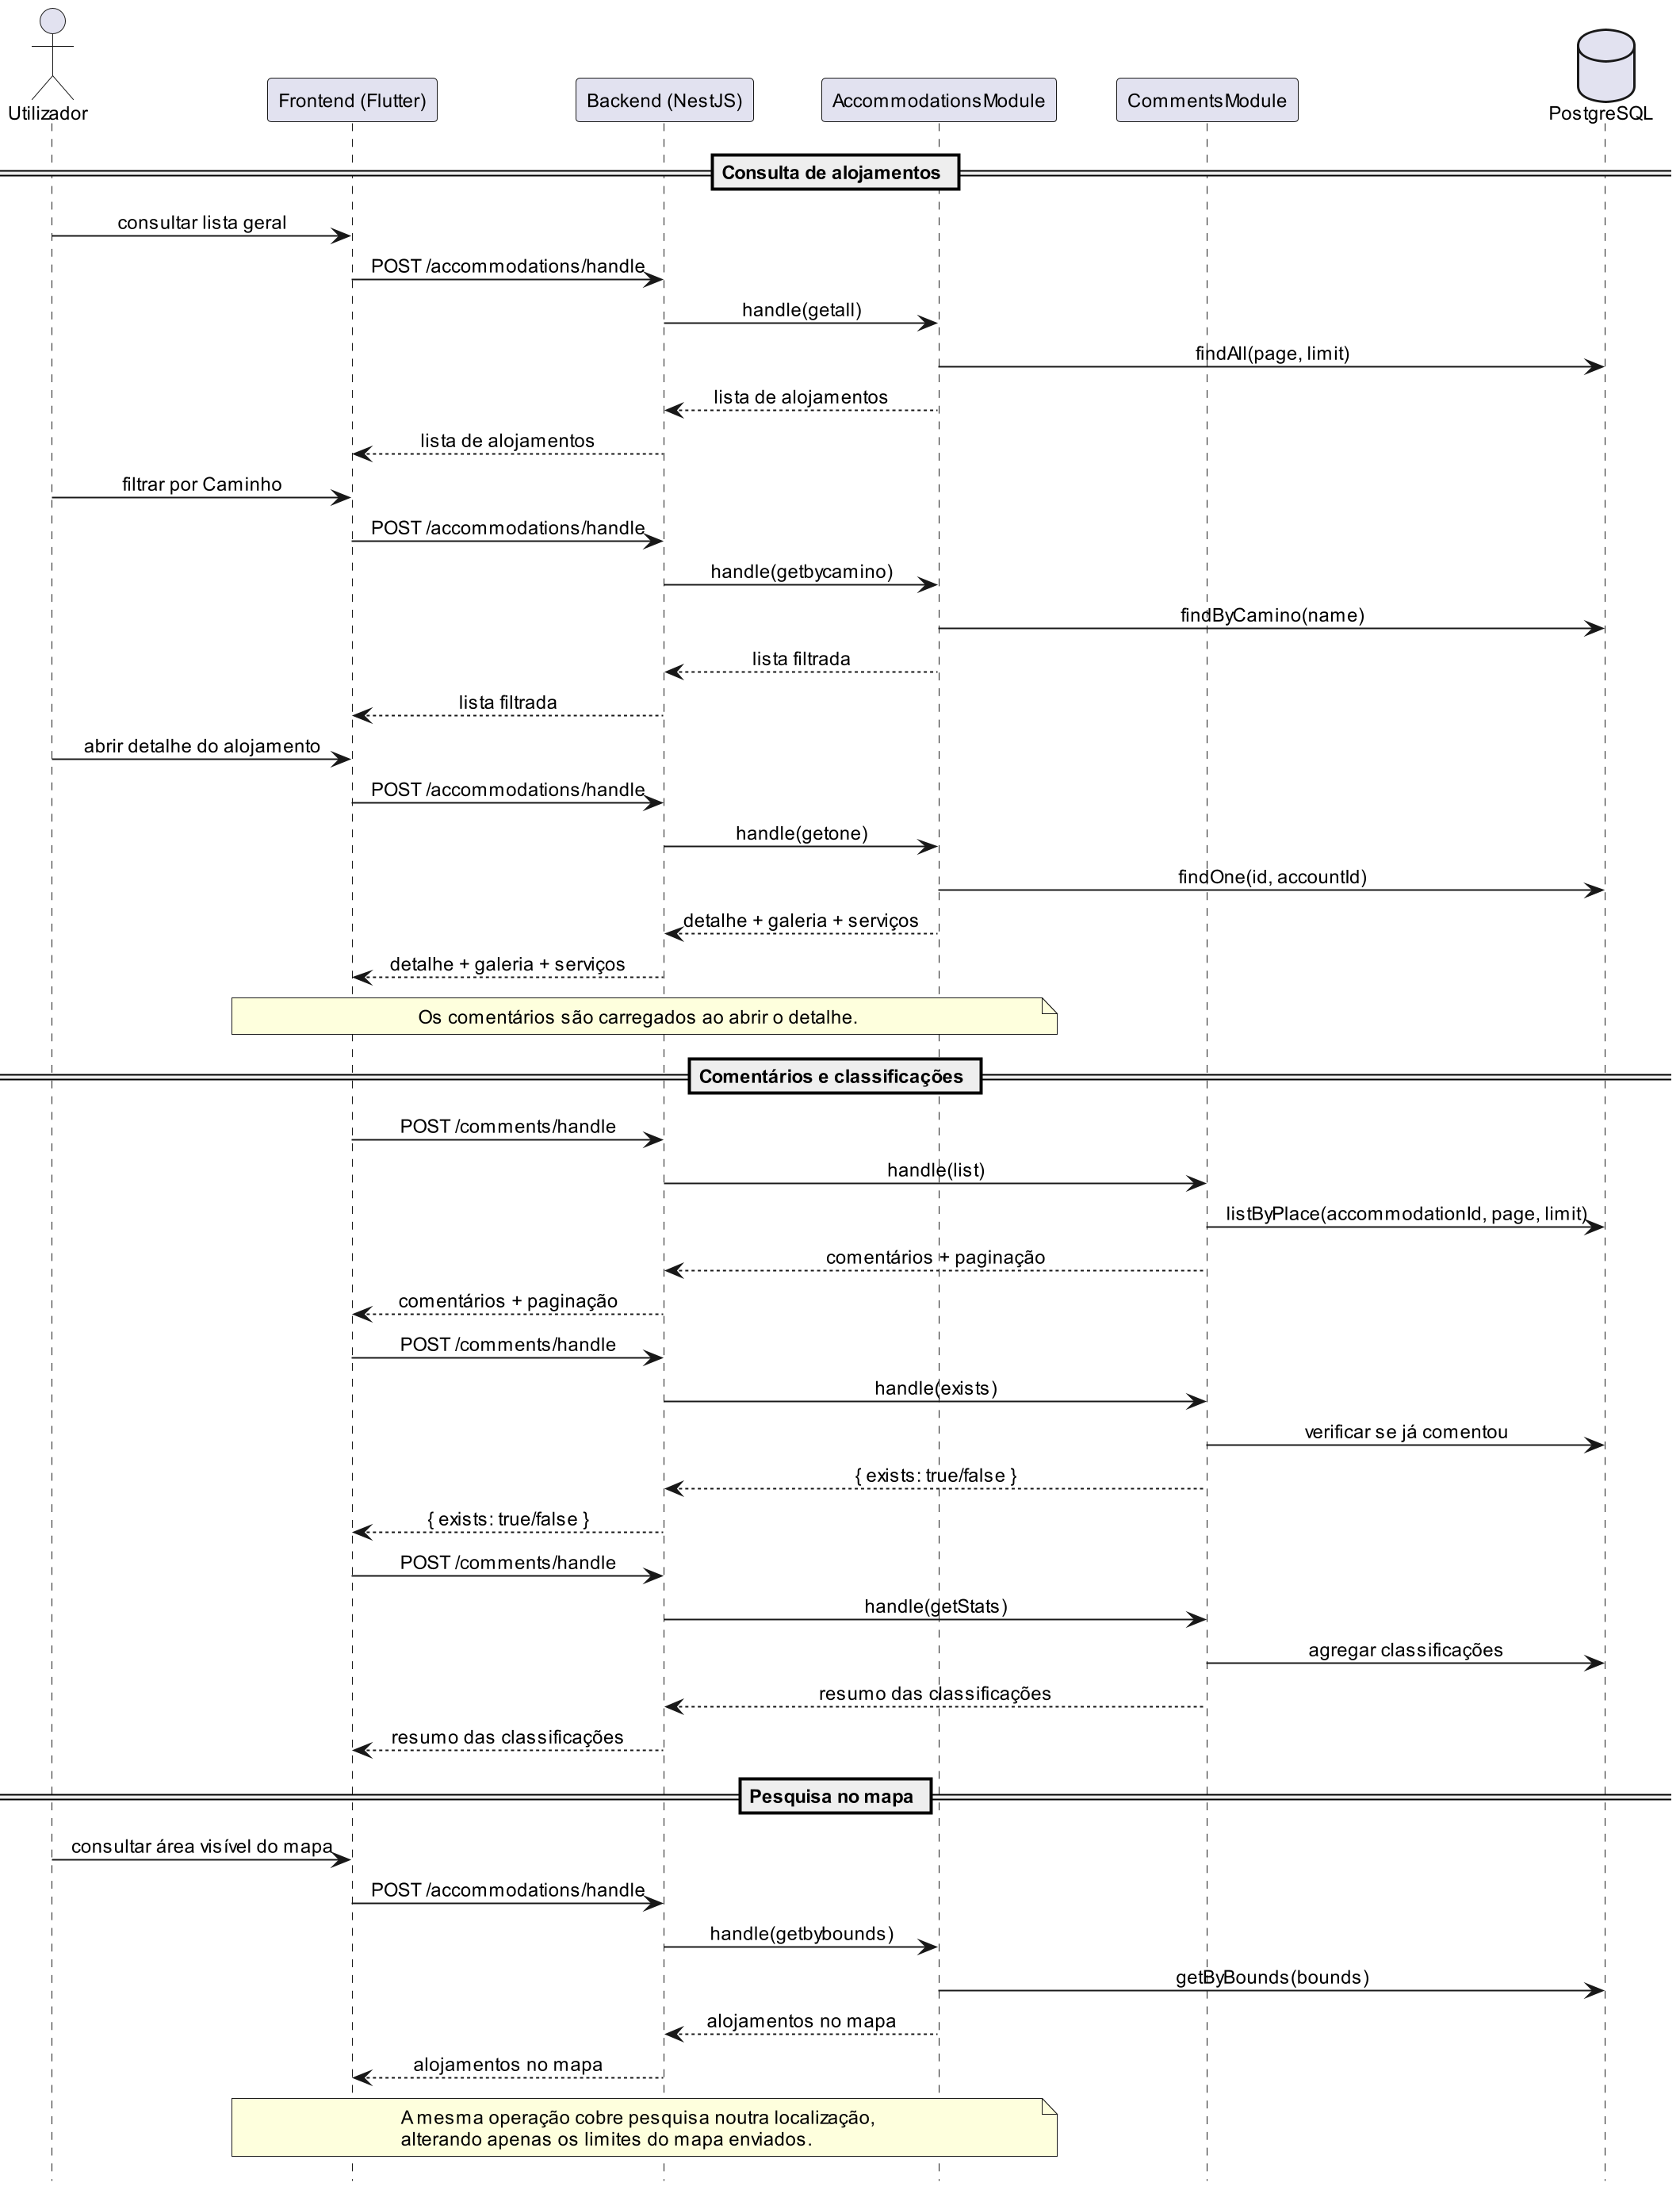 Utilizador
Frontend (Flutter)
Backend (NestJS)
AccommodationsModule
CommentsModule
PostgreSQL
Consulta de alojamentos
consultar lista geral
POST /accommodations/handle
handle(getall)
findAll(page, limit)
lista de alojamentos
lista de alojamentos
filtrar por Caminho
POST /accommodations/handle
handle(getbycamino)
findByCamino(name)
lista filtrada
lista filtrada
abrir detalhe do alojamento
POST /accommodations/handle
handle(getone)
findOne(id, accountId)
detalhe + galeria + serviços
detalhe + galeria + serviços
Os comentários são carregados ao abrir o detalhe.
Comentários e classificações
POST /comments/handle
handle(list)
listByPlace(accommodationId, page, limit)
comentários + paginação
comentários + paginação
POST /comments/handle
handle(exists)
verificar se já comentou
{ exists: true/false }
{ exists: true/false }
POST /comments/handle
handle(getStats)
agregar classificações
resumo das classificações
resumo das classificações
Pesquisa no mapa
consultar área visível do mapa
POST /accommodations/handle
handle(getbybounds)
getByBounds(bounds)
alojamentos no mapa
alojamentos no mapa
A mesma operação cobre pesquisa noutra localização,
alterando apenas os limites do mapa enviados.